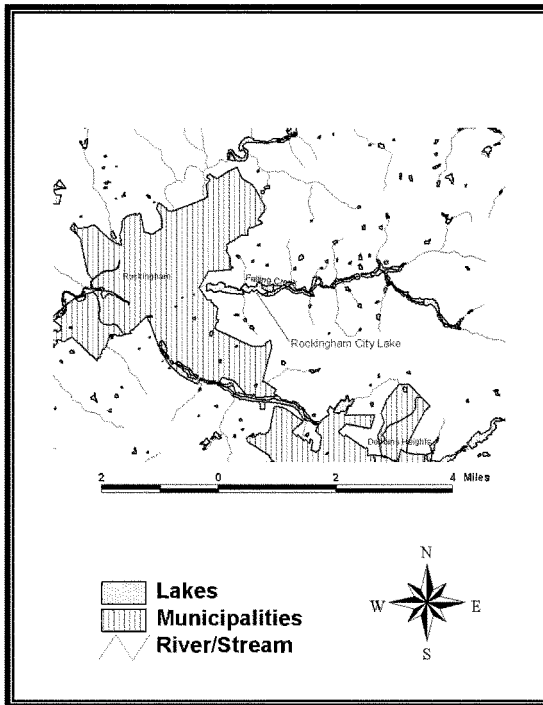 Rockingham
Falling Creek
Rockingham City Lake
Dobbins Heights
2 0 2 4 Miles
Lakes
Municipalities
River/Stream
N
W E
S